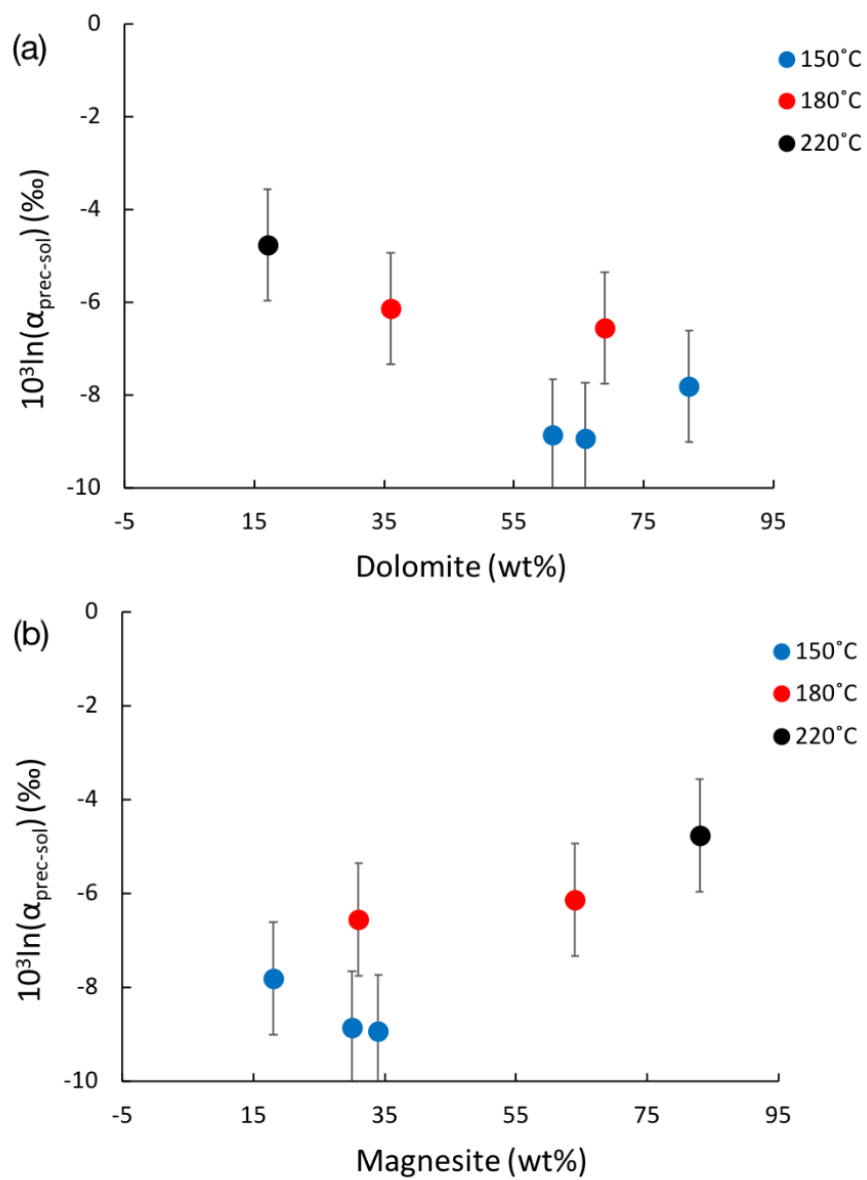 (a)
0
-2
-4
-6
-8
-10
10³ln(α_prec-sol) (‰)
-5 15 35 55 75 95
Dolomite (wt%)
150˚C
180˚C
220˚C
(b)
0
-2
-4
-6
-8
-10
10³ln(α_prec-sol) (‰)
-5 15 35 55 75 95
Magnesite (wt%)
150˚C
180˚C
220˚C